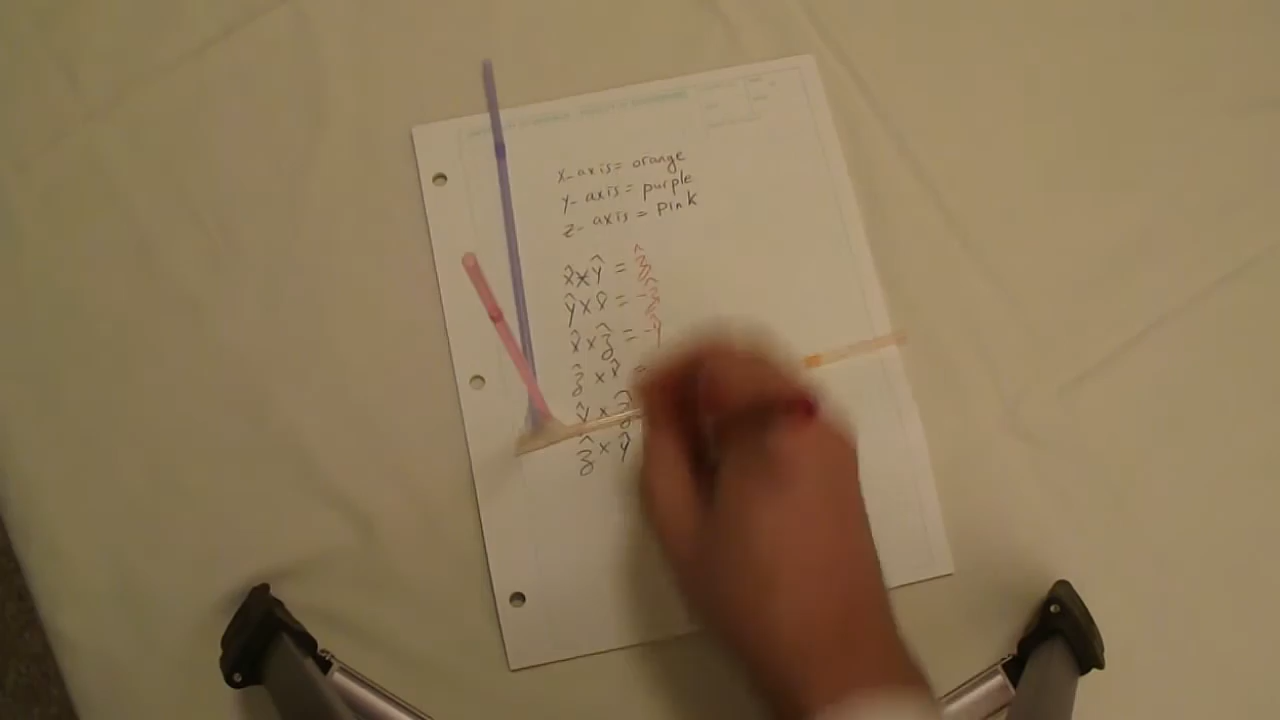 x-axis= orange
y- axis = purple
z- axis = pink
x̂×ŷ = ẑ
ŷ×x̂ = -ẑ
x̂×ẑ = -ŷ
ẑ×x̂ =
ŷ×ẑ
ẑ×ŷ